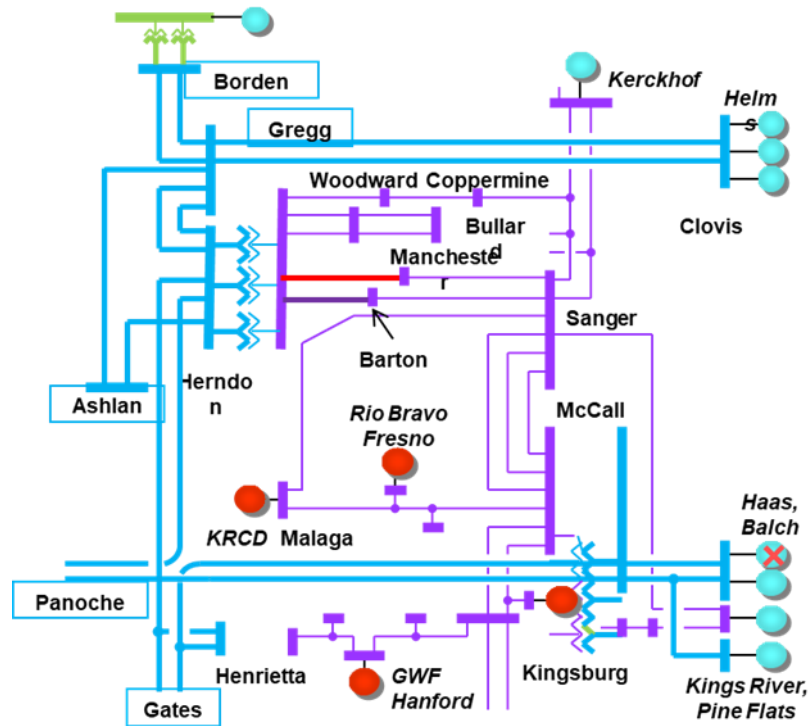 Borden
Kerckhof
Helm
s
Gregg
Woodward Coppermine
Clovis
Bullar
d
Mancheste
r
Sanger
Barton
Herndo
n
Ashlan
McCall
Rio Bravo
Fresno
Haas,
Balch
KRCD Malaga
Panoche
Henrietta
GWF
Hanford
Kingsburg
Kings River,
Pine Flats
Gates